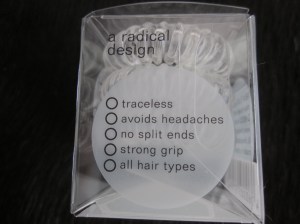 a radical
design
traceless
avoids headaches
no split ends
strong grip
all hair types